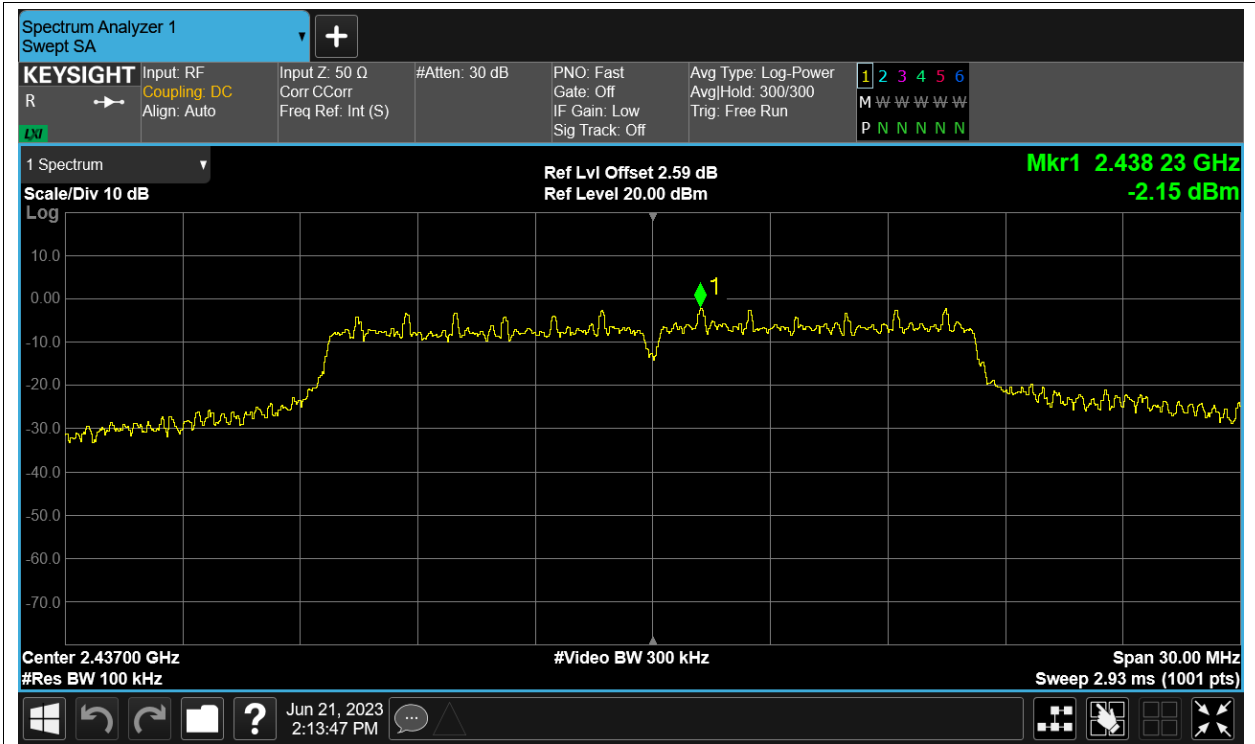 Spectrum Analyzer 1
Swept SA
KEYSIGHT
R
LXI
Input: RF
Coupling: DC
Align: Auto
Input Z: 50 Ω
Corr CCorr
Freq Ref: Int (S)
#Atten: 30 dB
PNO: Fast
Gate: Off
IF Gain: Low
Sig Track: Off
Avg Type: Log-Power
Avg|Hold: 300/300
Trig: Free Run
1 2 3 4 5 6
M W W W W W
P N N N N N
1 Spectrum
Scale/Div 10 dB
Log
Ref Lvl Offset 2.59 dB
Ref Level 20.00 dBm
Mkr1 2.438 23 GHz
-2.15 dBm
10.0
0.00
-10.0
-20.0
-30.0
-40.0
-50.0
-60.0
-70.0
1
Center 2.43700 GHz
#Res BW 100 kHz
#Video BW 300 kHz
Span 30.00 MHz
Sweep 2.93 ms (1001 pts)
?
Jun 21, 2023
2:13:47 PM